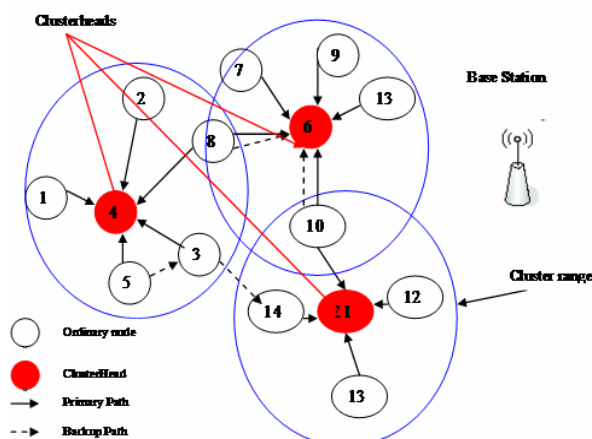 Clusterheads
7
9
Base Station
2
13
8
6
1
4
10
3
5
Cluster range
14
12
Ordinary node
ClusterHead
13
Primary Path
Backup Path